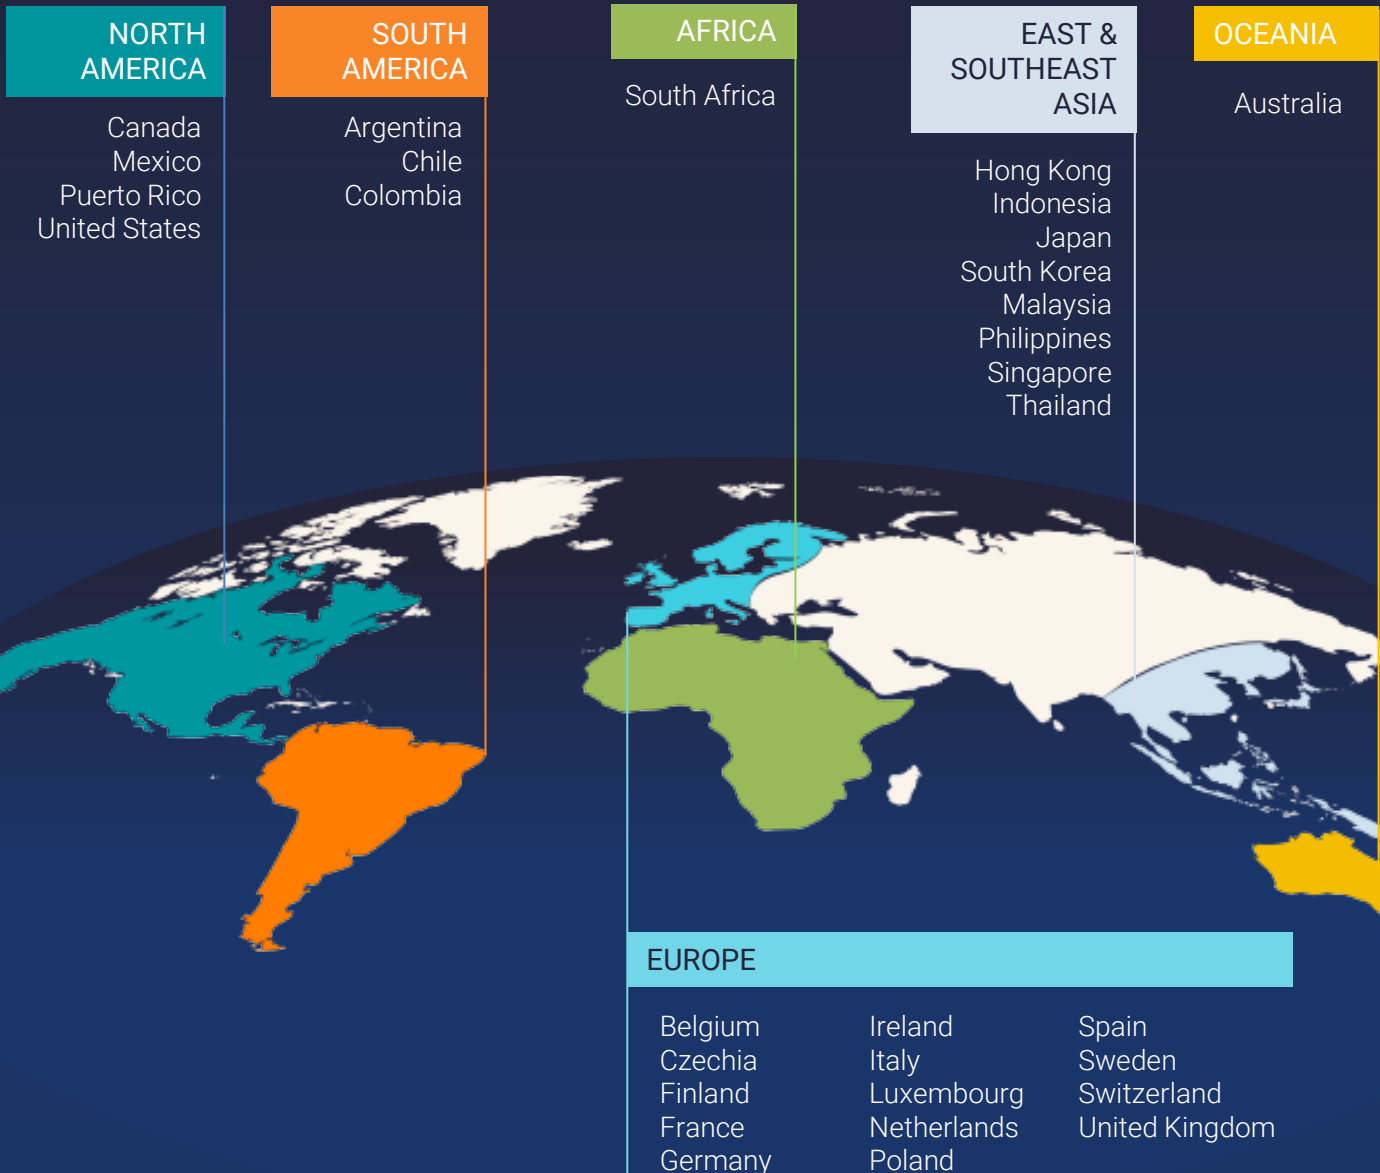 NORTH
AMERICA
Canada
Mexico
Puerto Rico
United States
SOUTH
AMERICA
Argentina
Chile
Colombia
AFRICA
South Africa
EAST &
SOUTHEAST
ASIA
Hong Kong
Indonesia
Japan
South Korea
Malaysia
Philippines
Singapore
Thailand
OCEANIA
Australia
EUROPE
Belgium
Czechia
Finland
France
Germany
Ireland
Italy
Luxembourg
Netherlands
Poland
Spain
Sweden
Switzerland
United Kingdom